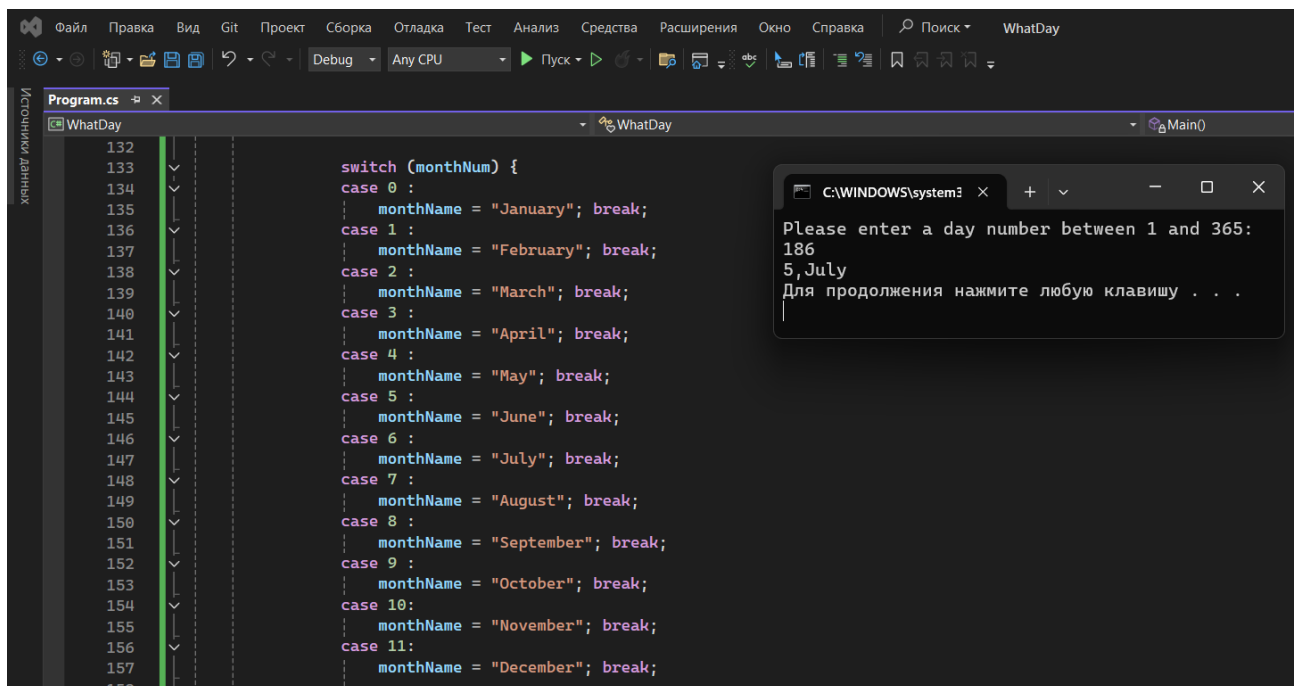 Файл Правка Вид Git Проект Сборка Отладка Тест Анализ Средства Расширения Окно Справка Поиск WhatDay
Debug Any CPU Пуск
Источники данных
Program.cs
C# WhatDay WhatDay Main()
132
133 switch (monthNum) {
134 case 0 :
135 monthName = "January"; break;
136 case 1 :
137 monthName = "February"; break;
138 case 2 :
139 monthName = "March"; break;
140 case 3 :
141 monthName = "April"; break;
142 case 4 :
143 monthName = "May"; break;
144 case 5 :
145 monthName = "June"; break;
146 case 6 :
147 monthName = "July"; break;
148 case 7 :
149 monthName = "August"; break;
150 case 8 :
151 monthName = "September"; break;
152 case 9 :
153 monthName = "October"; break;
154 case 10:
155 monthName = "November"; break;
156 case 11:
157 monthName = "December"; break;
C:\WINDOWS\system3
Please enter a day number between 1 and 365:
186
5,July
Для продолжения нажмите любую клавишу . . .